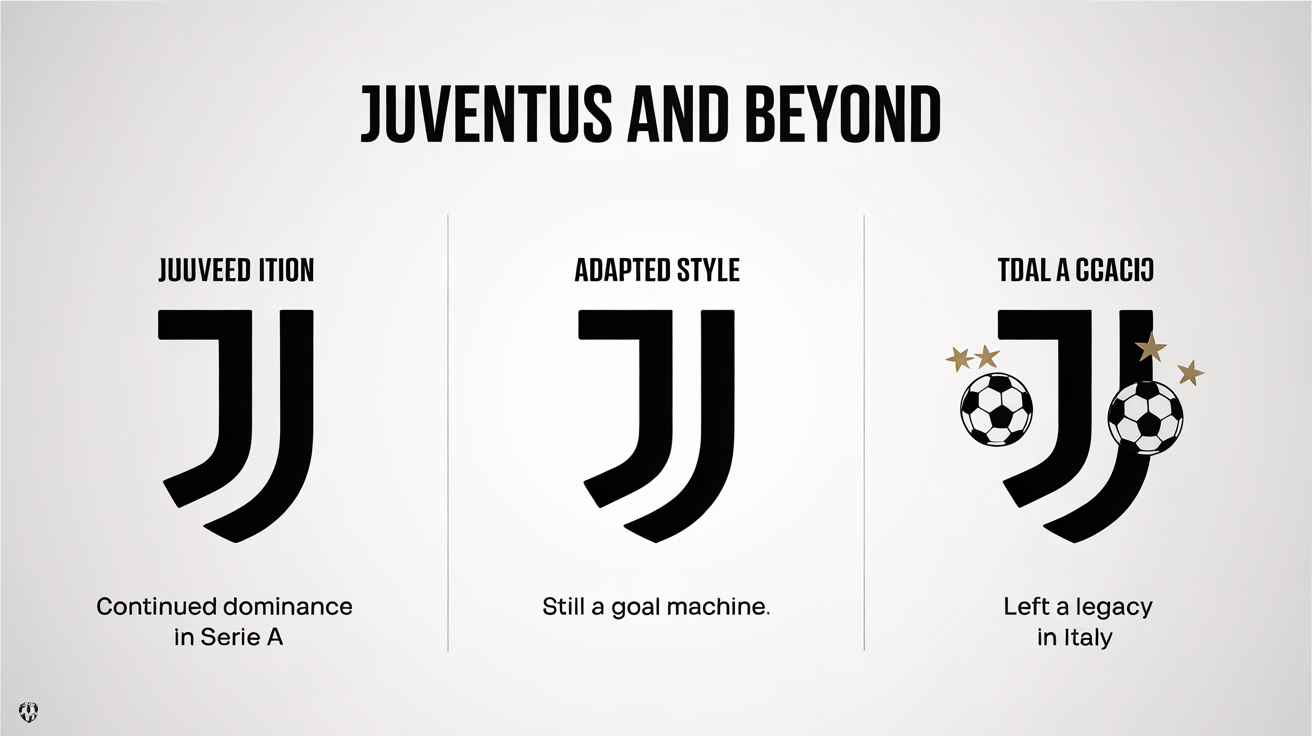 JUVENTUS AND BEYOND
JUUVEED ITION
Continued dominance
in Serie A
ADAPTED STYLE
Still a goal machine.
TDAL A CCACIO
Left a legacy
in Italy